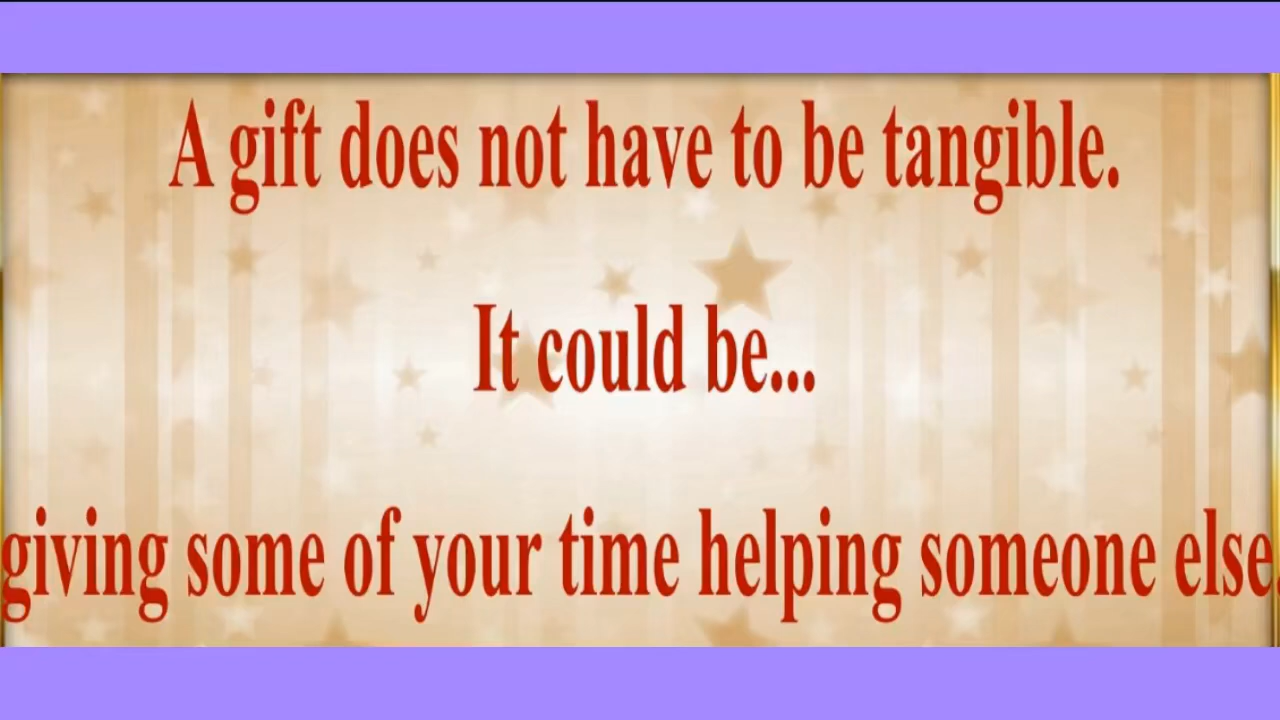 A gift does not have to be tangible.
It could be...
giving some of your time helping someone else.